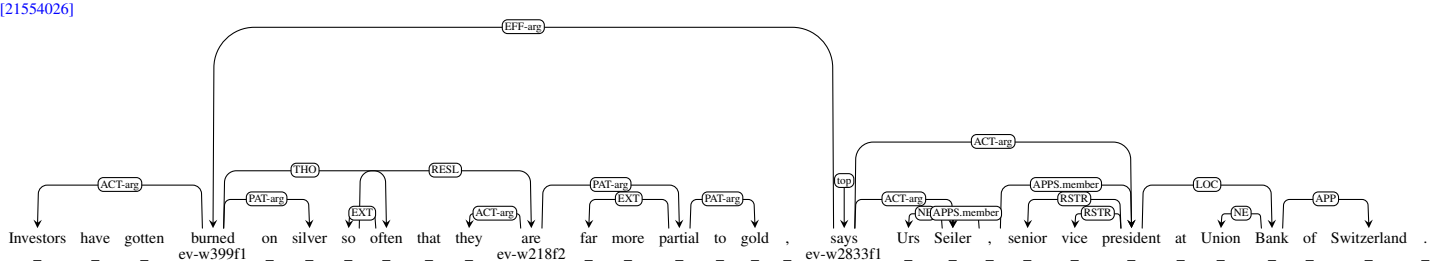 [21554026]
EFF-arg
ACT-arg
THO RESL
top
ACT-arg PAT-arg APPS.member LOC
PAT-arg EXT RSTR ACT-arg PAT-arg APP
EXT ACT-arg APPS.member RSTR NE
Investors have gotten burned on silver so often that they are far more partial to gold , says Urs Seiler , senior vice president at Union Bank of Switzerland .
_ _ _ ev-w399f1 _ _ _ _ _ _ ev-w218f2 _ _ _ _ _ _ ev-w2833f1 _ _ _ _ _ _ _ _ _ _ _ _